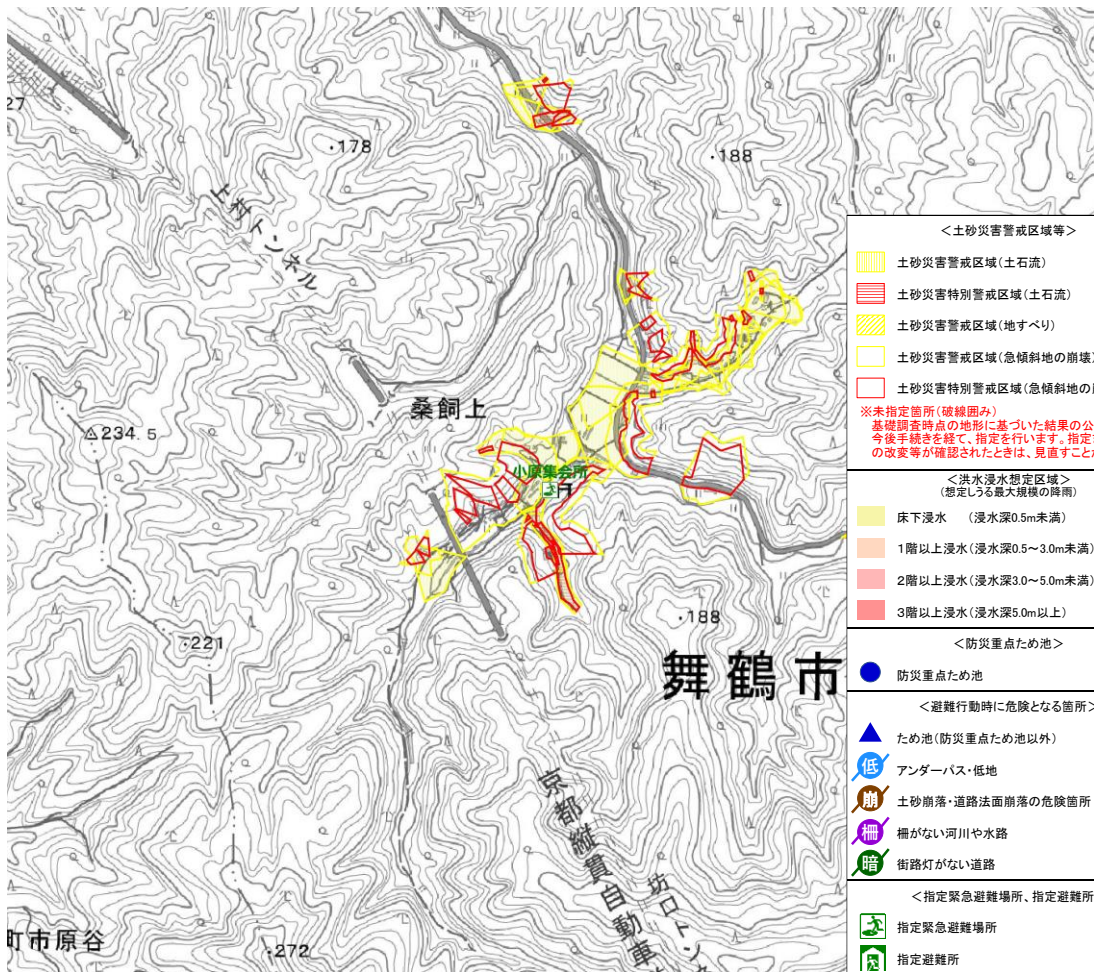 27
・178
・188
上村トンネル
桑飼上
△234.5
小原集会所
・221
・188
舞鶴市
京都縦貫自動車
坊口トン
町市原谷
・272
＜土砂災害警戒区域等＞
土砂災害警戒区域（土石流）
土砂災害特別警戒区域（土石流）
土砂災害警戒区域（地すべり）
土砂災害警戒区域（急傾斜地の崩壊）
土砂災害特別警戒区域（急傾斜地の
※未指定箇所（破線囲み）
基礎調査時点の地形に基づいた結果の公
今後手続きを経て、指定を行います。指定
の改変等が確認されたときは、見直すこと
＜洪水浸水想定区域＞
（想定しうる最大規模の降雨）
床下浸水　（浸水深0.5m未満）
1階以上浸水（浸水深0.5～3.0m未満）
2階以上浸水（浸水深3.0～5.0m未満）
3階以上浸水（浸水深5.0m以上）
＜防災重点ため池＞
防災重点ため池
＜避難行動時に危険となる箇所＞
ため池（防災重点ため池以外）
低 アンダーパス・低地
崩 土砂崩落・道路法面崩落の危険箇所
柵 柵がない河川や水路
暗 街路灯がない道路
＜指定緊急避難場所、指定避難所
指定緊急避難場所
指定避難所